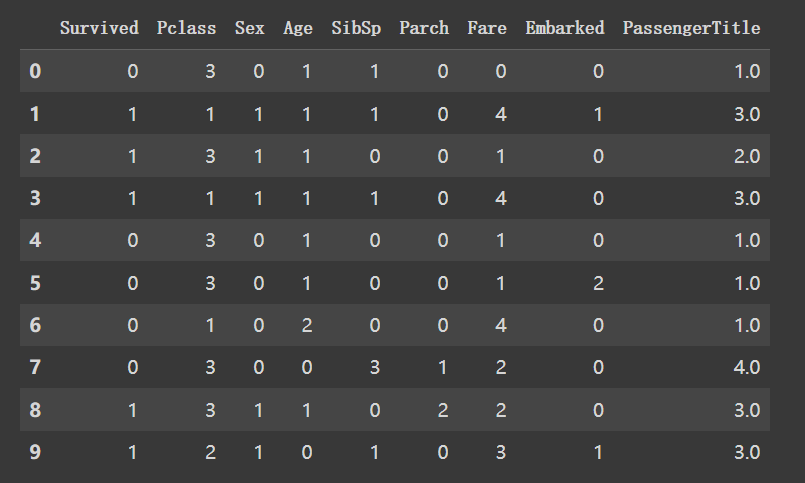 Survived Pclass Sex Age SibSp Parch Fare Embarked PassengerTitle
0 0 3 0 1 1 0 0 0 1.0
1 1 1 1 1 1 0 4 1 3.0
2 1 3 1 1 0 0 1 0 2.0
3 1 1 1 1 1 0 4 0 3.0
4 0 3 0 1 0 0 1 0 1.0
5 0 3 0 1 0 0 1 2 1.0
6 0 1 0 2 0 0 4 0 1.0
7 0 3 0 0 3 1 2 0 4.0
8 1 3 1 1 0 2 2 0 3.0
9 1 2 1 0 1 0 3 1 3.0